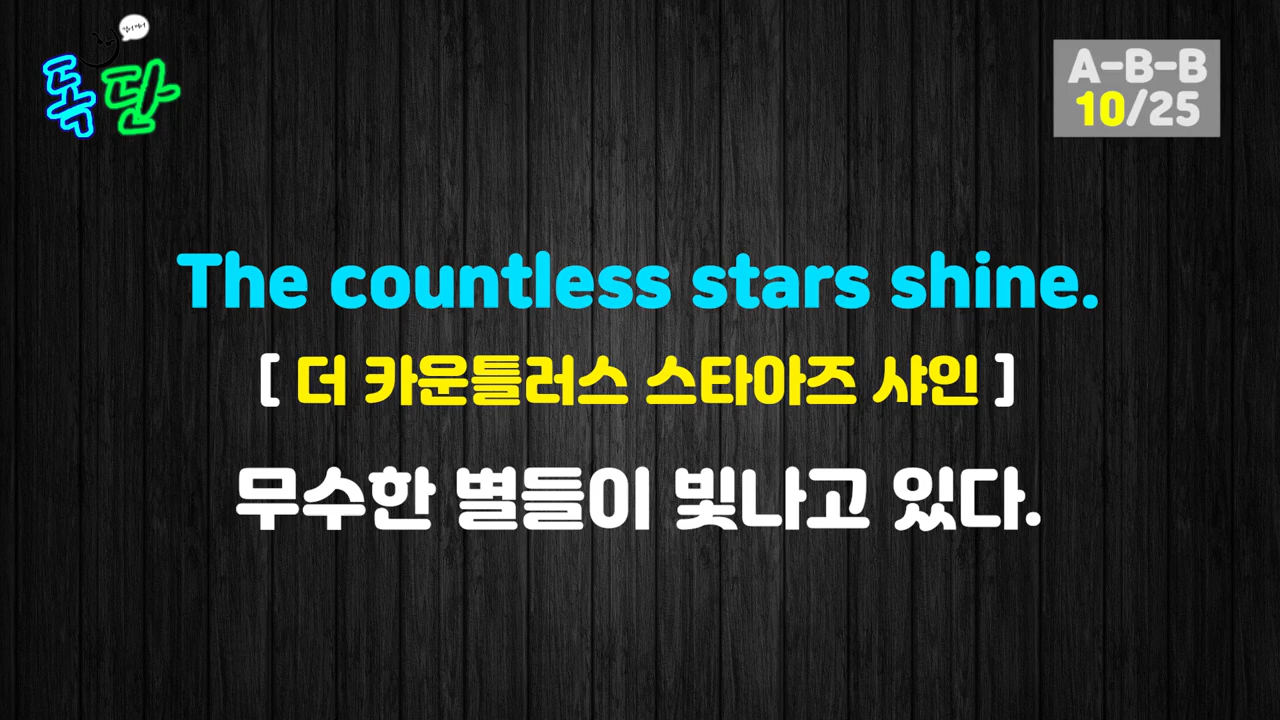 독단
A-B-B
10/25
The countless stars shine.
[ 더 카운틀러스 스타아즈 샤인 ]
무수한 별들이 빛나고 있다.